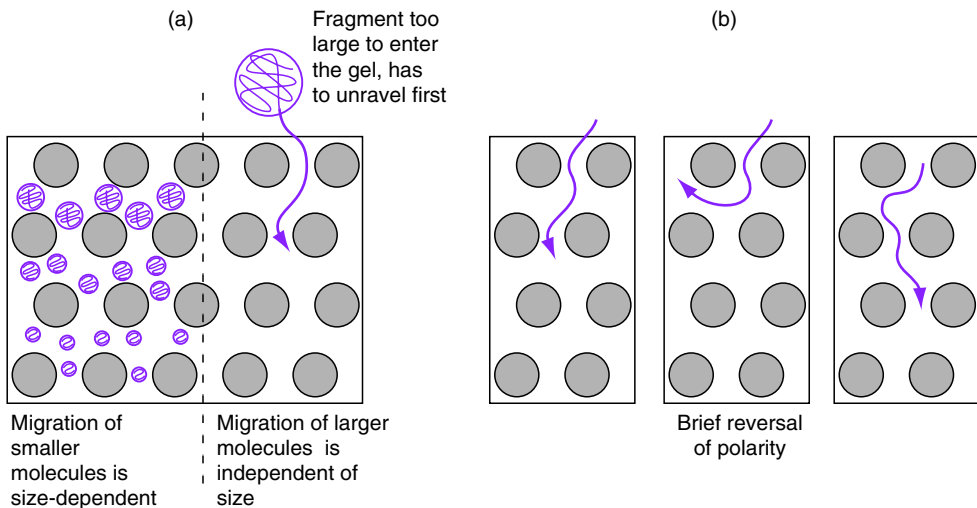 (a)
Fragment too
large to enter
the gel, has
to unravel first
Migration of
smaller
molecules is
size-dependent
Migration of larger
molecules is
independent of
size
(b)
Brief reversal
of polarity